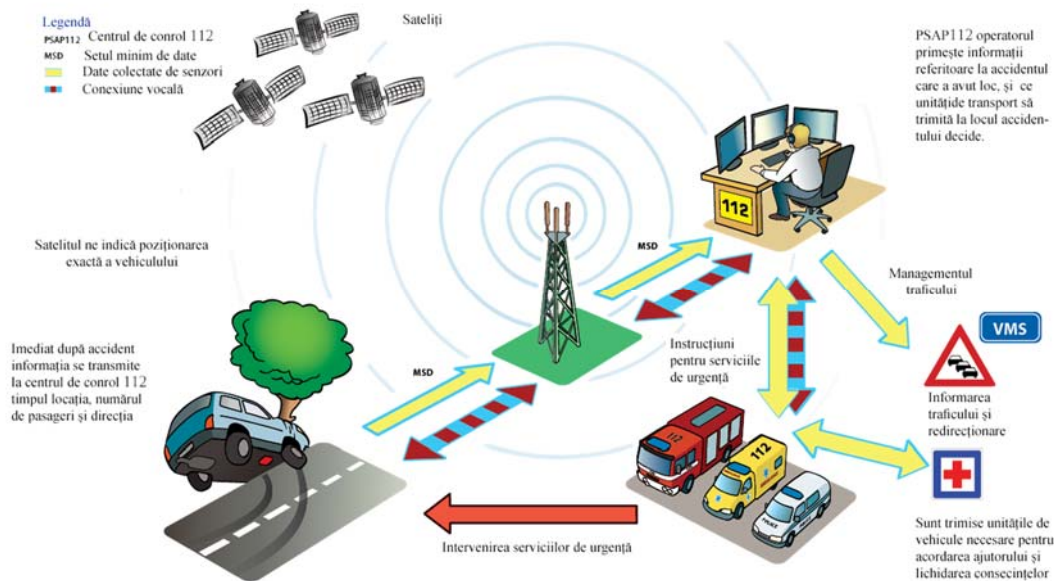 Legendă
PSAP112 Centrul de conrol 112
MSD Setul minim de date
Date colectate de senzori
Conexiune vocală
Sateliți
PSAP112 operatorul
primește informații
referitoare la accidentul
care a avut loc, și ce
unitățide transport să
trimită la locul acciden-
tului decide.
112
Satelitul ne indică poziționarea
exactă a vehiculului
MSD
Managementul
traficului
VMS
Imediat după accident
informația se transmite
la centrul de conrol 112
timpul locația, numărul
de pasageri și direcția
MSD
Instrucțiuni
pentru serviciile
de urgență
Informarea
traficului și
redirecționare
112
112
POLICE
Intervenirea serviciilor de urgență
Sunt trimise unitățile de
vehicule necesare pentru
acordarea ajutorului și
lichidarea consecințelor